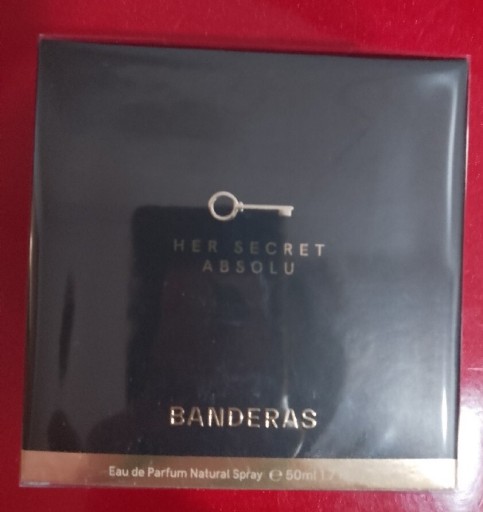 HER SECRET
ABSOLU
BANDERAS
Eau de Parfum Natural Spray ℮ 50ml